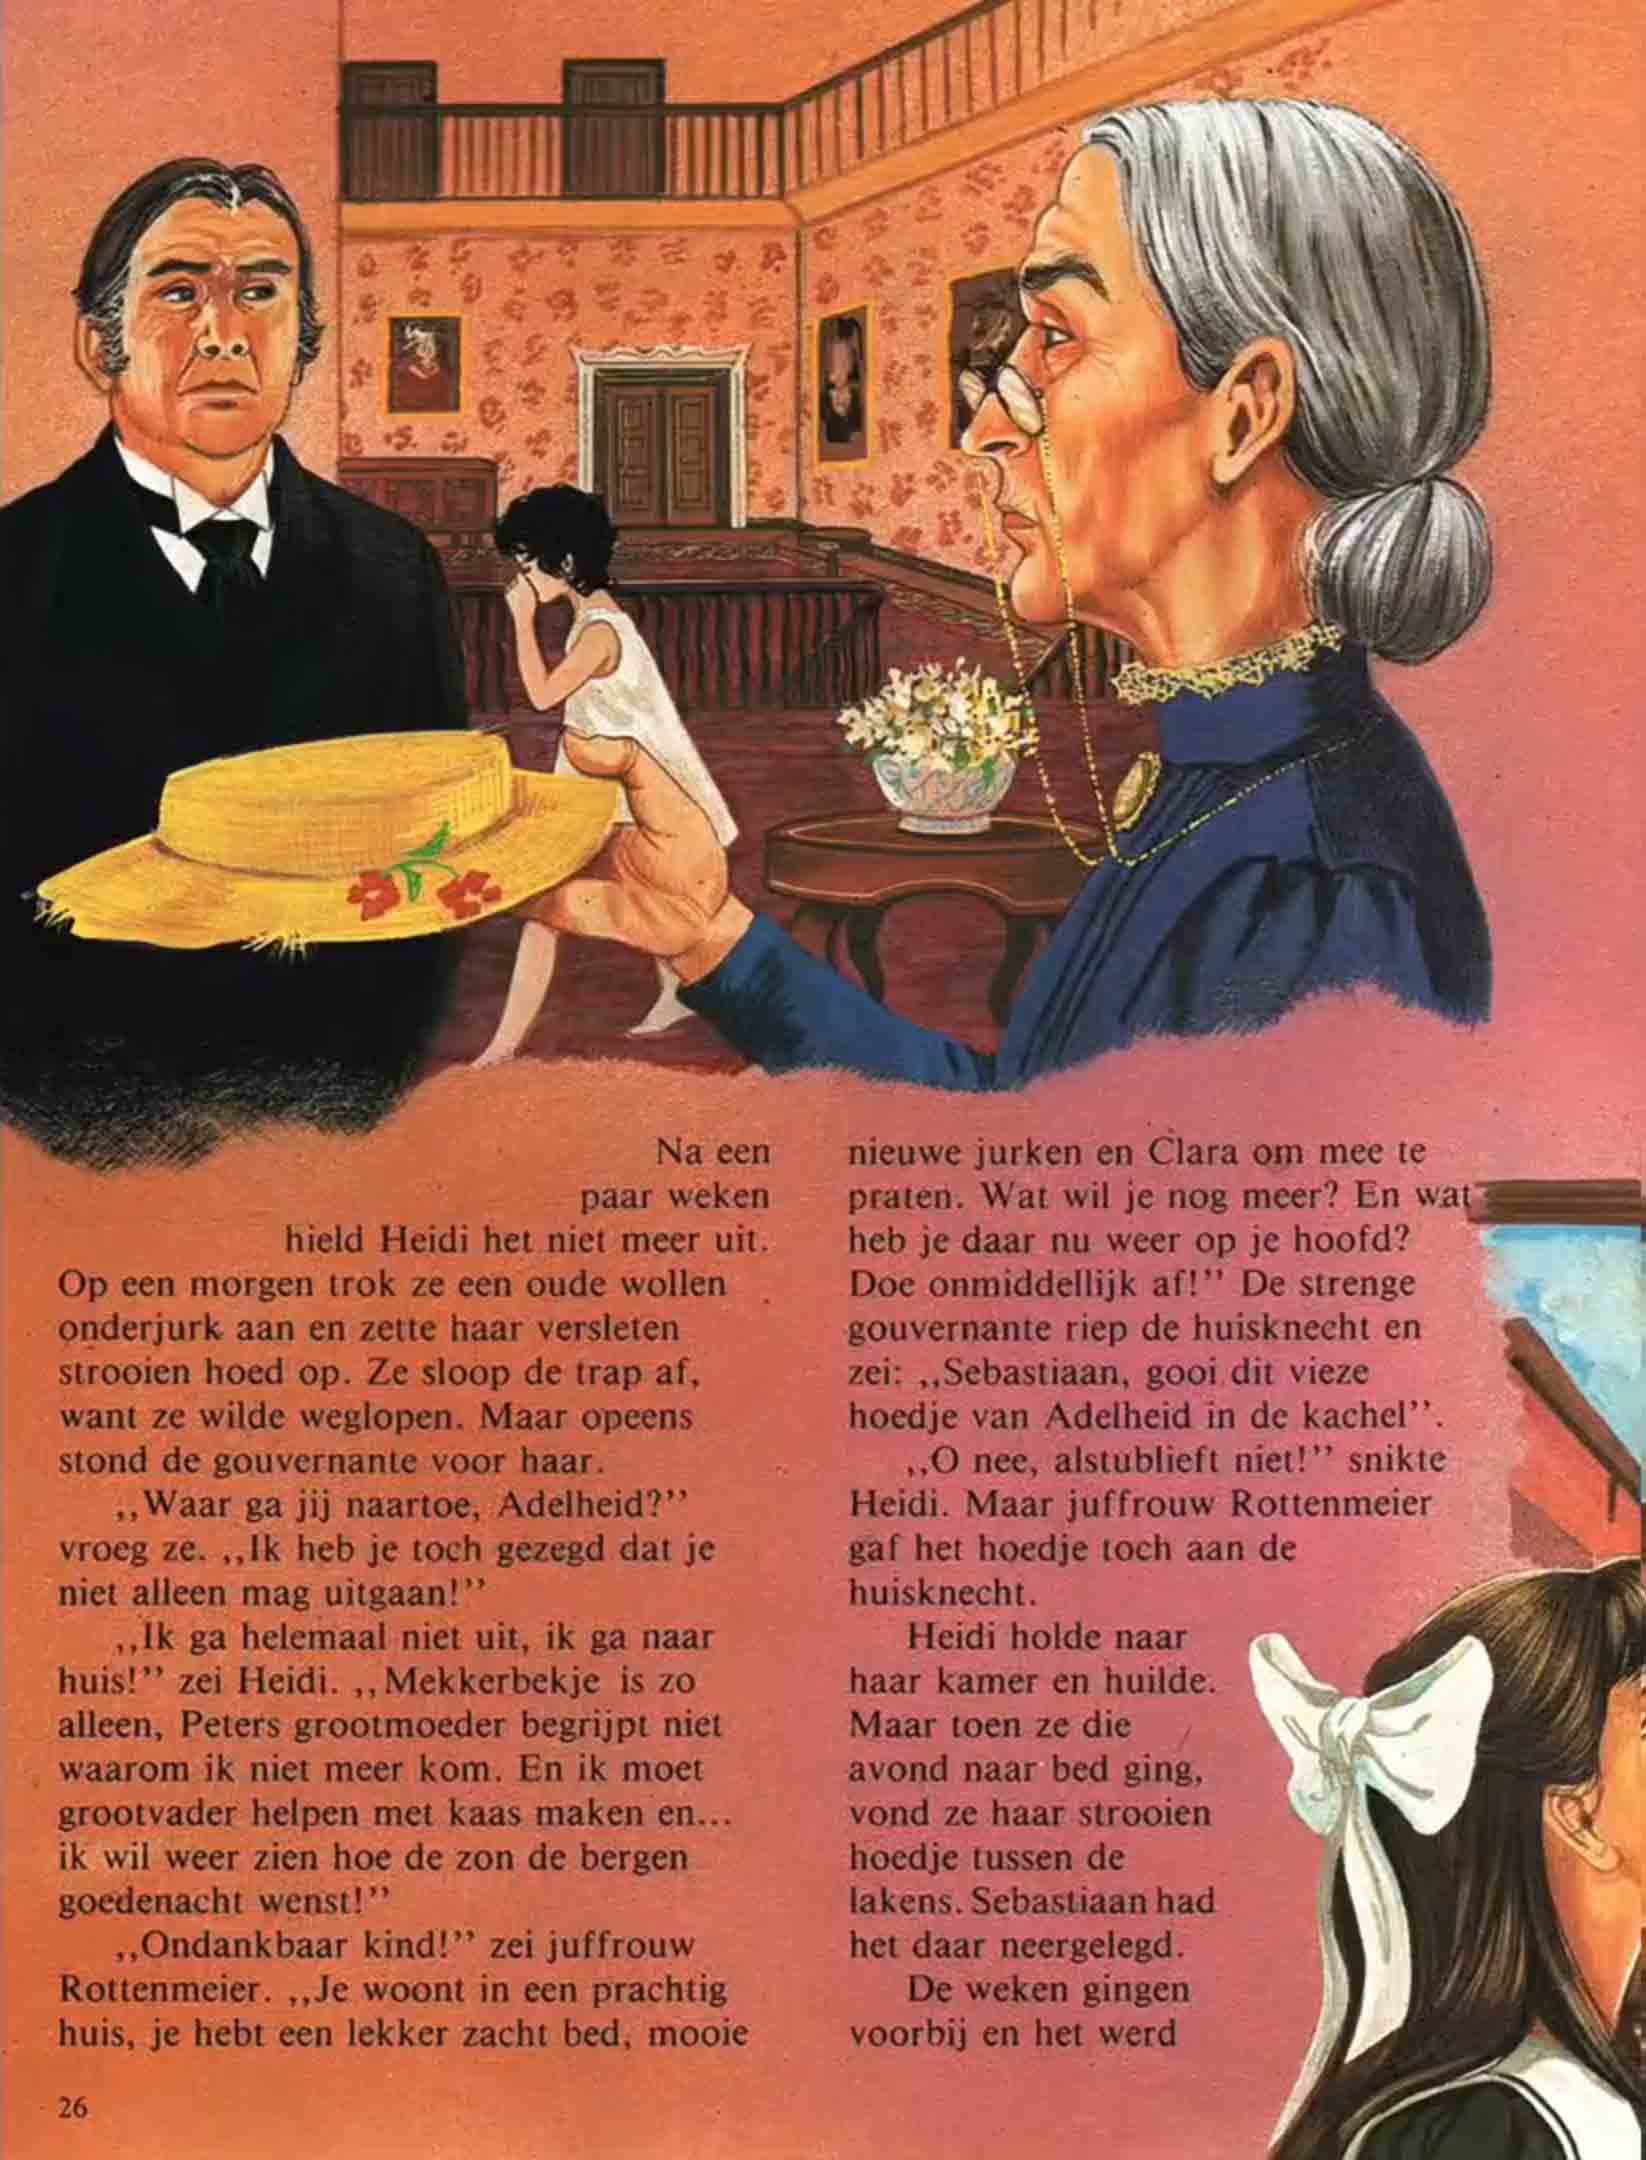 Na een
paar weken
hield Heidi het niet meer uit.
Op een morgen trok ze een oude wollen
onderjurk aan en zette haar versleten
strooien hoed op. Ze sloop de trap af,
want ze wilde weglopen. Maar opeens
stond de gouvernante voor haar.
,,Waar ga jij naartoe, Adelheid?’’
vroeg ze. ,,Ik heb je toch gezegd dat je
niet alleen mag uitgaan!’’
,,Ik ga helemaal niet uit, ik ga naar
huis!’’ zei Heidi. ,,Mekkerbekje is zo
alleen, Peters grootmoeder begrijpt niet
waarom ik niet meer kom. En ik moet
grootvader helpen met kaas maken en...
ik wil weer zien hoe de zon de bergen
goedenacht wenst!’’
,,Ondankbaar kind!’’ zei juffrouw
Rottenmeier. ,,Je woont in een prachtig
huis, je hebt een lekker zacht bed, mooie
nieuwe jurken en Clara om mee te
praten. Wat wil je nog meer? En wat
heb je daar nu weer op je hoofd?
Doe onmiddellijk af!’’ De strenge
gouvernante riep de huisknecht en
zei: ,,Sebastiaan, gooi dit vieze
hoedje van Adelheid in de kachel’’.
,,O nee, alstublieft niet!’’ snikte
Heidi. Maar juffrouw Rottenmeier
gaf het hoedje toch aan de
huisknecht.
Heidi holde naar
haar kamer en huilde.
Maar toen ze die
avond naar bed ging,
vond ze haar strooien
hoedje tussen de
lakens. Sebastiaan had
het daar neergelegd.
De weken gingen
voorbij en het werd
26